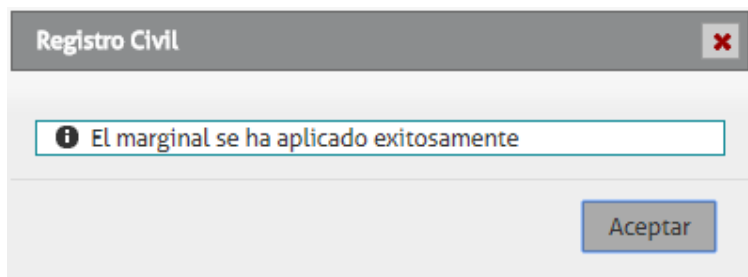 Registro Civil
El marginal se ha aplicado exitosamente
Aceptar